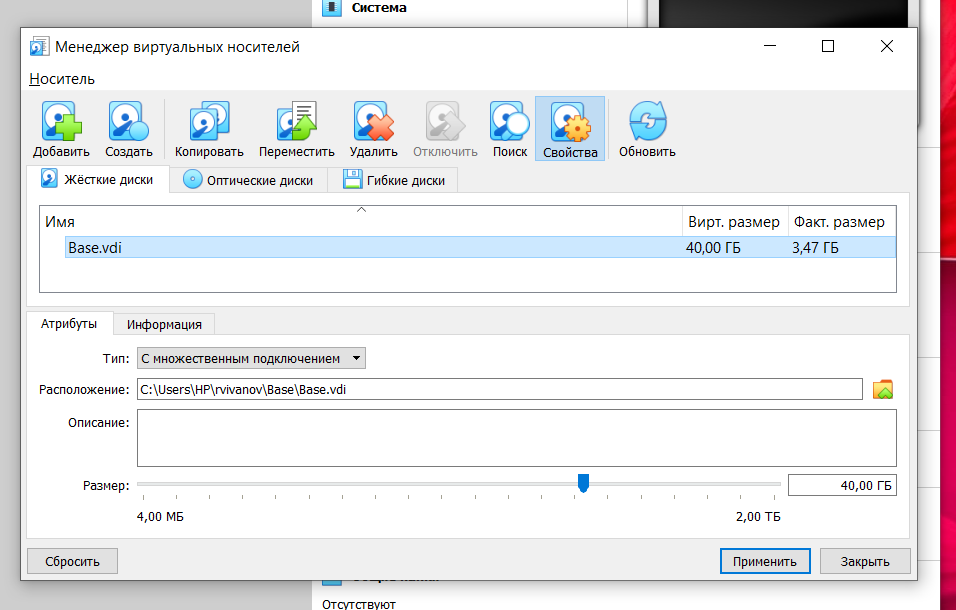 Система
Менеджер виртуальных носителей
Носитель
Добавить Создать Копировать Переместить Удалить Отключить Поиск Свойства Обновить
Жёсткие диски Оптические диски Гибкие диски
Имя Вирт. размер Факт. размер
Base.vdi 40,00 ГБ 3,47 ГБ
Атрибуты Информация
Тип: С множественным подключением
Расположение: C:\Users\HP\rvivanov\Base\Base.vdi
Описание:
Размер: 40,00 ГБ
4,00 МБ 2,00 ТБ
Сбросить Применить Закрыть
Отсутствуют